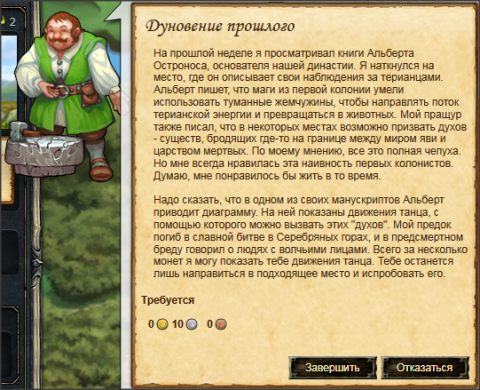 2
Дуновение прошлого
На прошлой неделе я просматривал книги Альберта
Остроноса, основателя нашей династии. Я наткнулся на
место, где он описывает свои наблюдения за терианцами.
Альберт пишет, что маги из первой колонии умели
использовать туманные жемчужины, чтобы направлять поток
терианской энергии и превращаться в животных. Мой пращур
также писал, что в некоторых местах возможно призвать духов
- существ, бродящих где-то на границе между миром яви и
царством мертвых. По моему мнению, все это полная чепуха.
Но мне всегда нравилась эта наивность первых колонистов.
Думаю, мне понравилось бы жить в то время.
Надо сказать, что в одном из своих манускриптов Альберт
приводит диаграмму. На ней показаны движения танца, с
помощью которого можно вызвать этих "духов". Мой предок
погиб в славной битве в Серебряных горах, и в предсмертном
бреду говорил о людях с волчьими лицами. Всего за несколько
монет я могу показать тебе движения танца. Тебе останется
лишь направиться в подходящее место и испробовать его.
Требуется
0 10 0
Завершить Отказаться